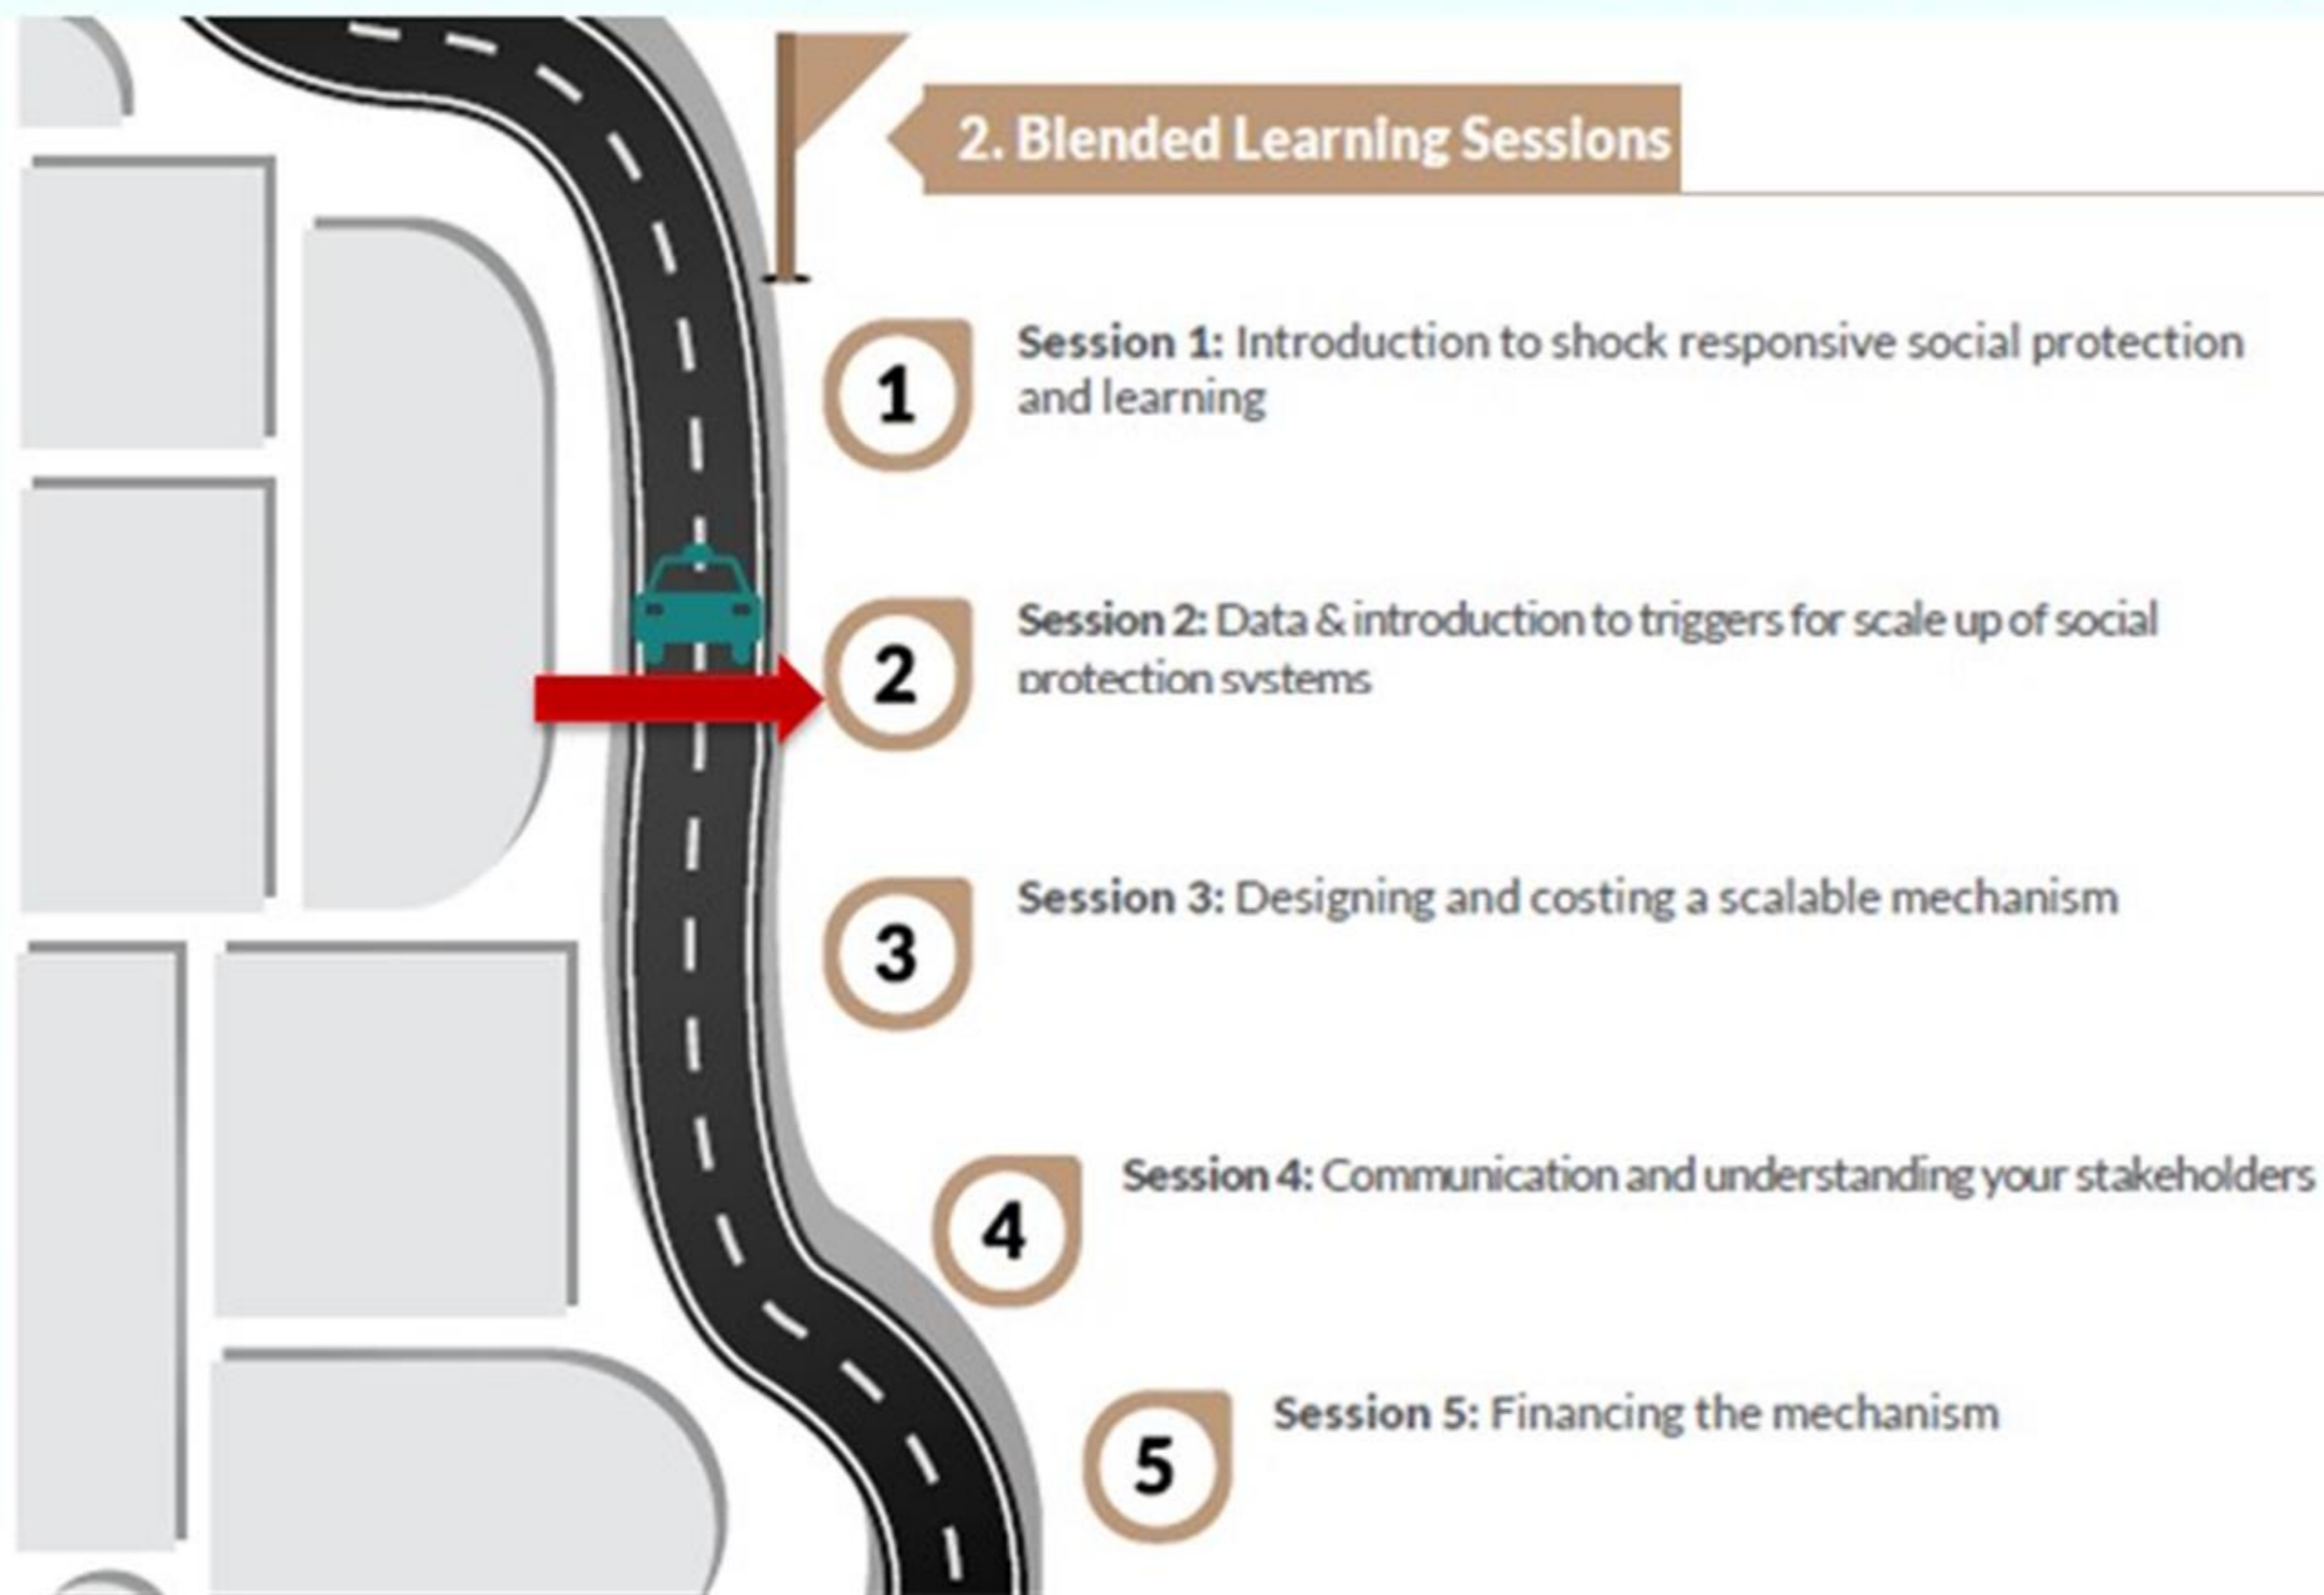 2. Blended Learning Sessions
1
Session 1: Introduction to shock responsive social protection
and learning
2
Session 2: Data & introduction to triggers for scale up of social
protection systems
3
Session 3: Designing and costing a scalable mechanism
4
Session 4: Communication and understanding your stakeholders
5
Session 5: Financing the mechanism